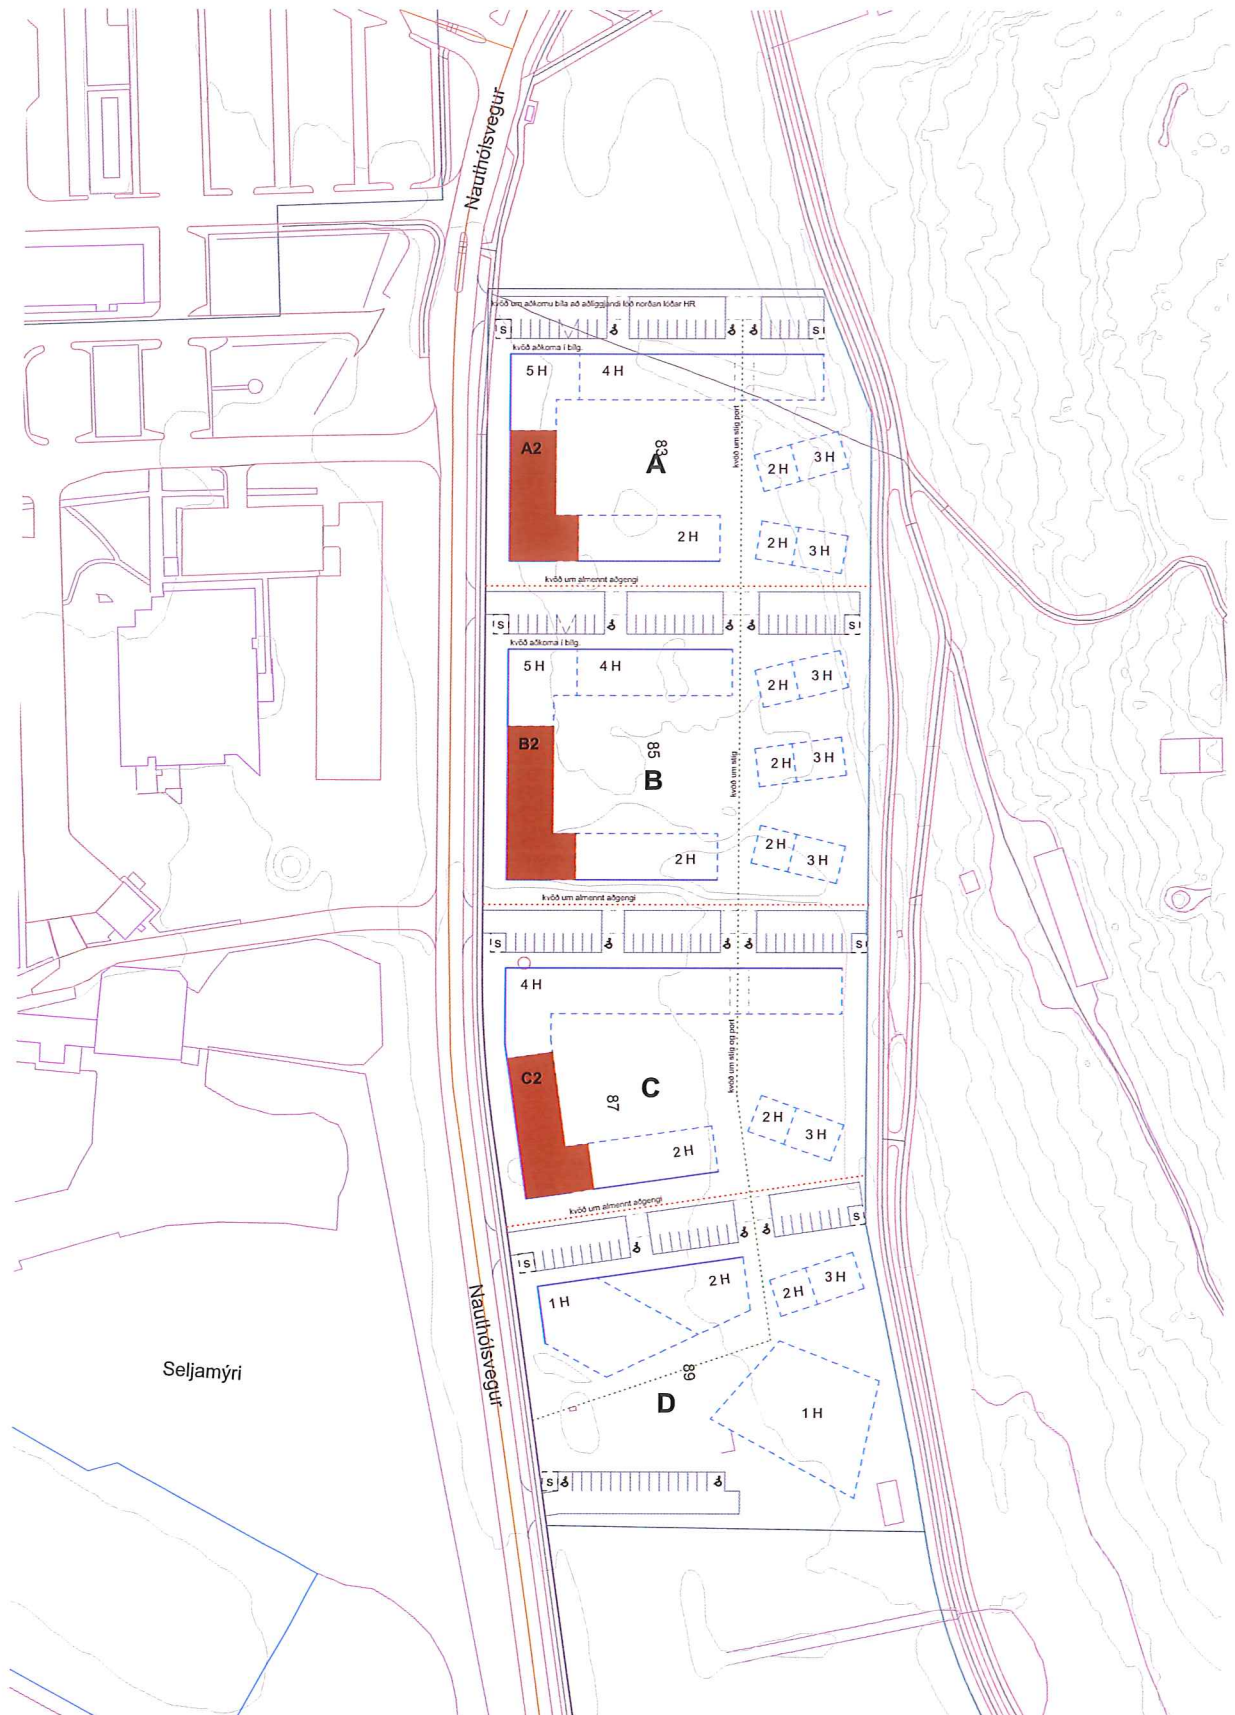 Nauthólsvegur
kvöð um aðkomu bíla að aðliggjandi lóð norðan lóðar HR
S
S
kvöð aðkoma í bílg.
5 H
4 H
A2
83
A
kvöð um stíg port
2 H
3 H
2 H
2 H
3 H
kvöð um almennt aðgengi
S
S
kvöð aðkoma í bílg.
5 H
4 H
2 H
3 H
B2
85
B
kvöð um stíg
2 H
3 H
2 H
2 H
3 H
kvöð um almennt aðgengi
S
S
4 H
kvöð um stíg og port
C2
C
87
2 H
3 H
2 H
kvöð um almennt aðgengi
S
S
2 H
1 H
2 H
3 H
Nauthólsvegur
Seljamýri
89
D
1 H
S